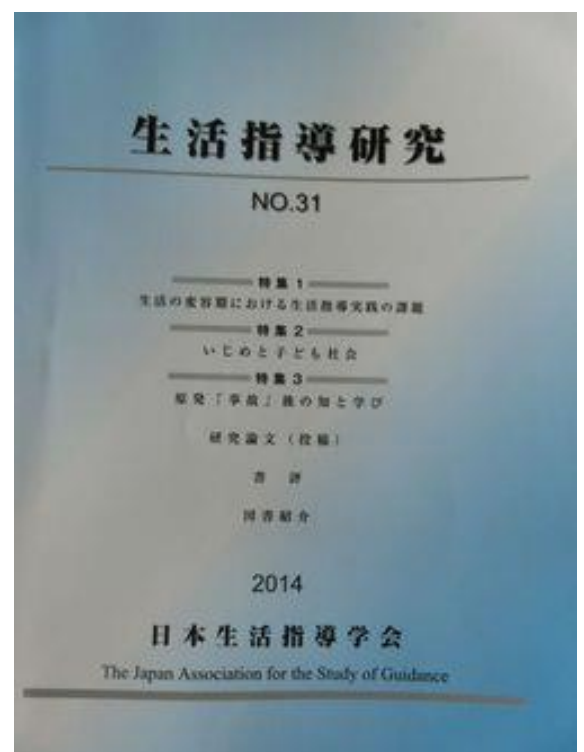 生活指導研究
NO.31
特集1
生活の変容期における生活指導実践の課題
特集2
いじめと子ども社会
特集3
原発「事故」後の知と学び
研究論文（投稿）
書評
図書紹介
2014
日本生活指導学会
The Japan Association for the Study of Guidance